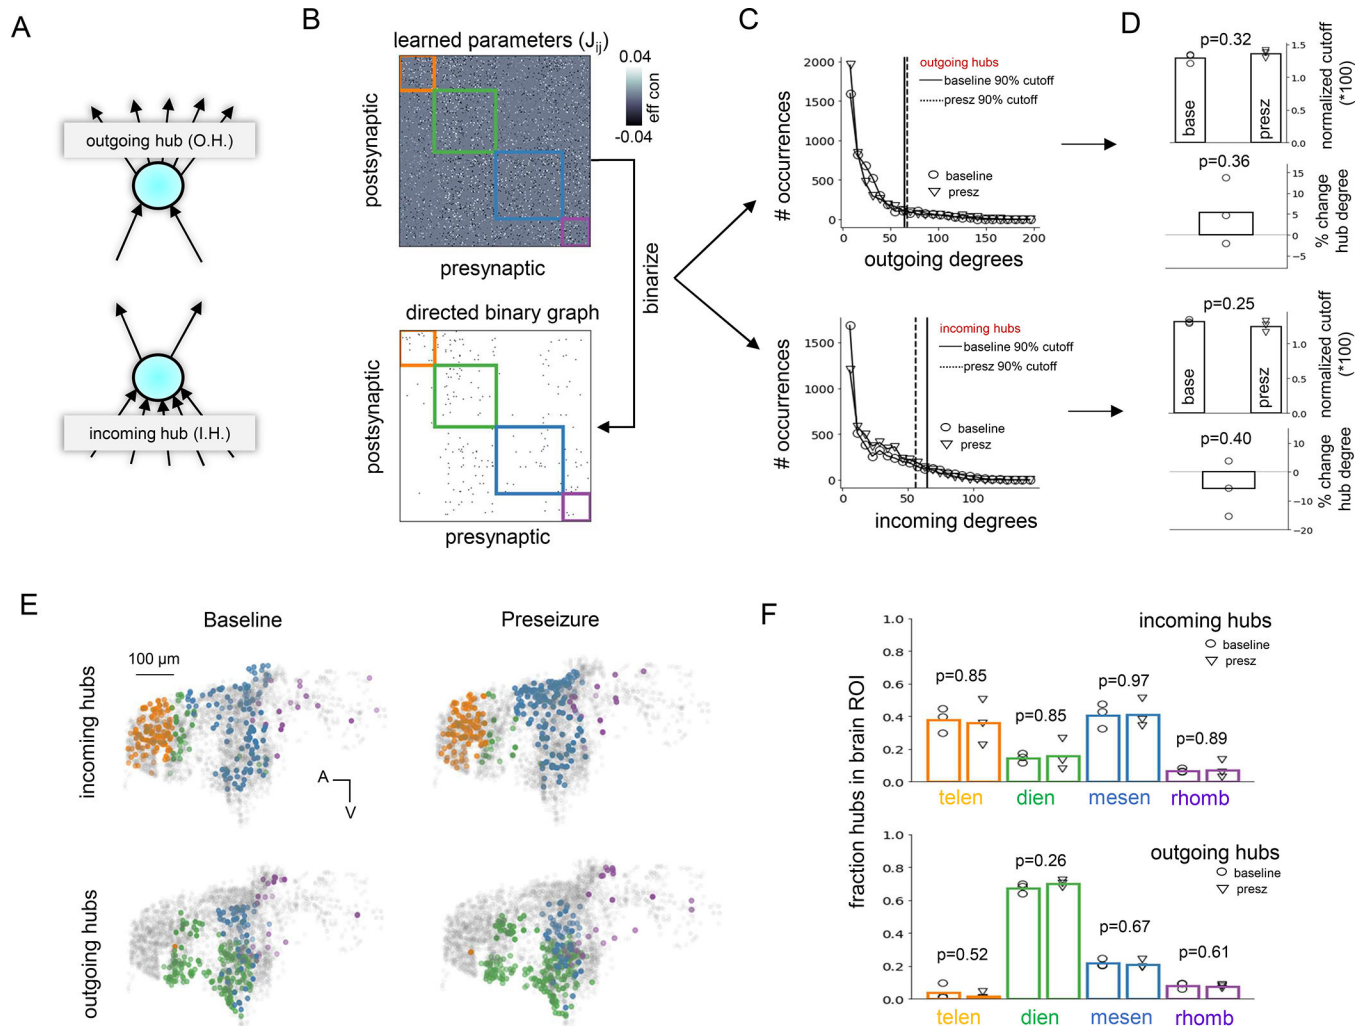 A
outgoing hub (O.H.)
incoming hub (I.H.)
B
learned parameters (Jij)
0.04
eff con
-0.04
postsynaptic
presynaptic
binarize
directed binary graph
postsynaptic
presynaptic
C
outgoing hubs
baseline 90% cutoff
presz 90% cutoff
baseline
presz
# occurrences
2000
1500
1000
500
0
0 50 100 150 200
outgoing degrees
incoming hubs
baseline 90% cutoff
presz 90% cutoff
baseline
presz
# occurrences
1500
1000
500
0
0 50 100
incoming degrees
D
p=0.32
base
presz
1.5
1.0
0.5
0.0
normalized cutoff
(*100)
p=0.36
15
10
5
0
−5
% change
hub degree
p=0.25
base
presz
1.0
0.5
0.0
normalized cutoff
(*100)
p=0.40
10
0
−10
−20
% change
hub degree
E
Baseline
Preseizure
100 µm
incoming hubs
A
V
outgoing hubs
F
fraction hubs in brain ROI
incoming hubs
baseline
presz
1.0
0.8
0.6
0.4
0.2
0.0
p=0.85
p=0.85
p=0.97
p=0.89
telen dien mesen rhomb
outgoing hubs
baseline
presz
1.0
0.8
0.6
0.4
0.2
0.0
p=0.52
p=0.26
p=0.67
p=0.61
telen dien mesen rhomb